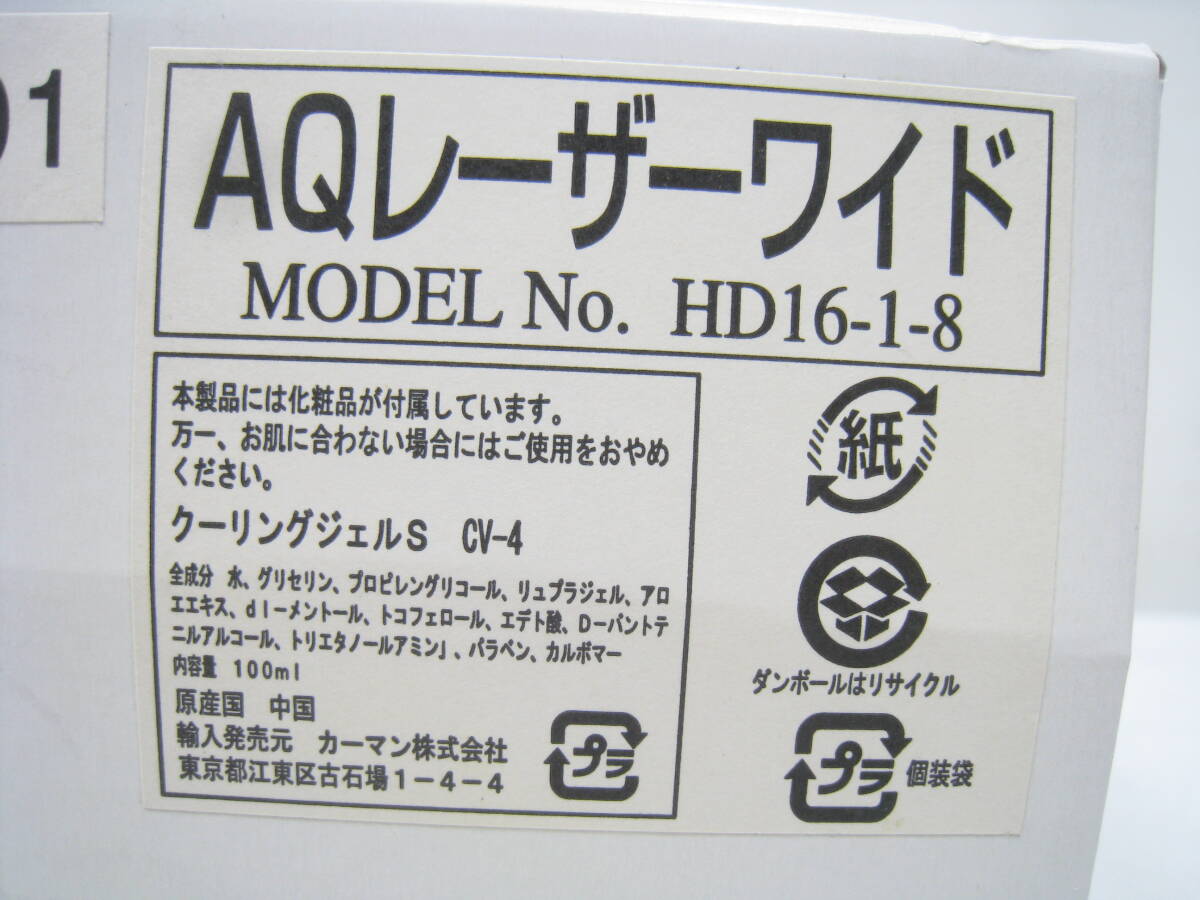 01
AQレーザーワイド
MODEL No. HD16-1-8
本製品には化粧品が付属しています。
万一、お肌に合わない場合にはご使用をおやめ
ください。
クーリングジェルS CV-4
全成分 水、グリセリン、プロピレングリコール、リュプラジェル、アロ
エエキス、dl-メントール、トコフェロール、エデト酸、D-パントテ
ニルアルコール、トリエタノールアミン」、パラベン、カルボマー
内容量 100ml
原産国 中国
輸入発売元 カーマン株式会社
東京都江東区古石場1-4-4
プラ
紙
ダンボールはリサイクル
プラ 個装袋